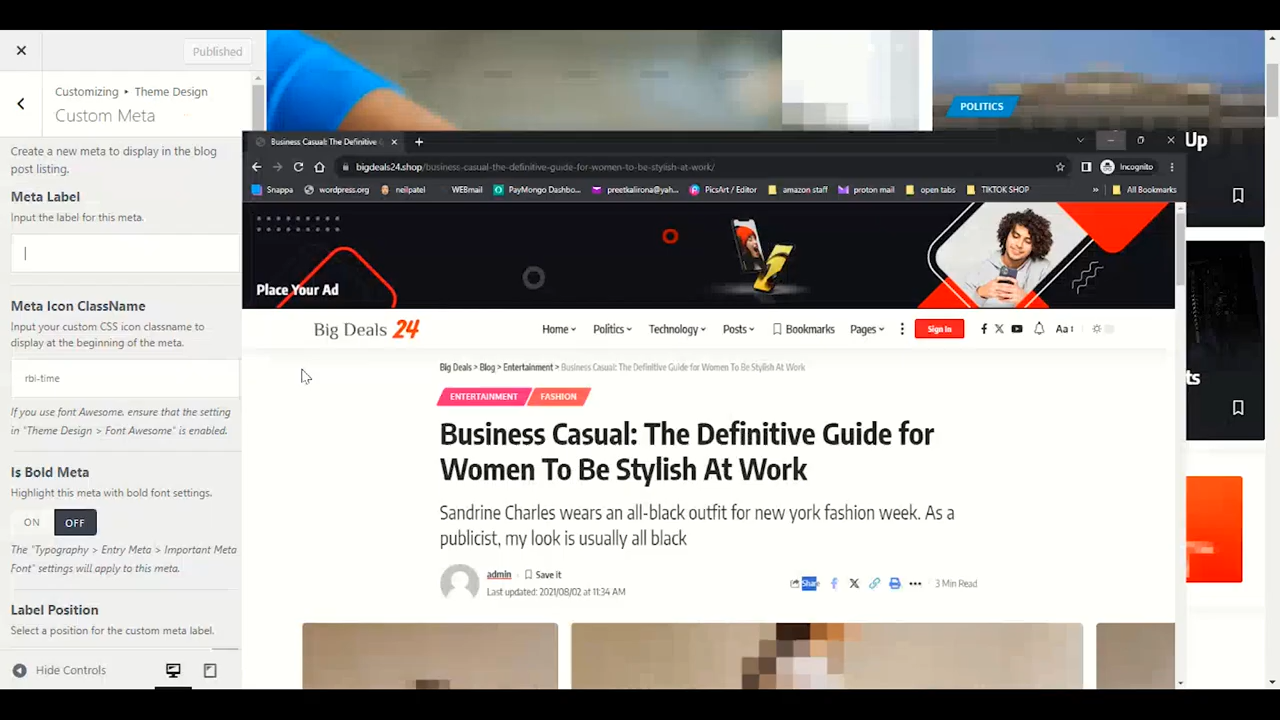 Published
Customizing ▸ Theme Design
Custom Meta
Create a new meta to display in the blog
post listing.
Meta Label
Input the label for this meta.
Meta Icon ClassName
Input your custom CSS icon classname to
display at the beginning of the meta.
rbi-time
If you use font Awesome, ensure that the setting
in "Theme Design > Font Awesome" is enabled.
Is Bold Meta
Highlight this meta with bold font settings.
ON OFF
The "Typography > Entry Meta > Important Meta
Font" settings will apply to this meta.
Label Position
Select a position for the custom meta label.
Hide Controls
POLITICS
Up
ts
Business Casual: The Definitive G
bigdeals24.shop/business-casual-the-definitive-guide-for-women-to-be-stylish-at-work/
Incognito
Snappa wordpress.org neilpatel WEBmail PayMongo Dashbo... preetkalirona@yah... PicsArt / Editor amazon staff proton mail open tabs TIKTOK SHOP » All Bookmarks
Place Your Ad
Big Deals 24
Home Politics Technology Posts Bookmarks Pages Sign In Aa
Big Deals > Blog > Entertainment > Business Casual: The Definitive Guide for Women To Be Stylish At Work
ENTERTAINMENT FASHION
Business Casual: The Definitive Guide for
Women To Be Stylish At Work
Sandrine Charles wears an all-black outfit for new york fashion week. As a
publicist, my look is usually all black
admin Save it
Last updated: 2021/08/02 at 11:34 AM
Share 3 Min Read